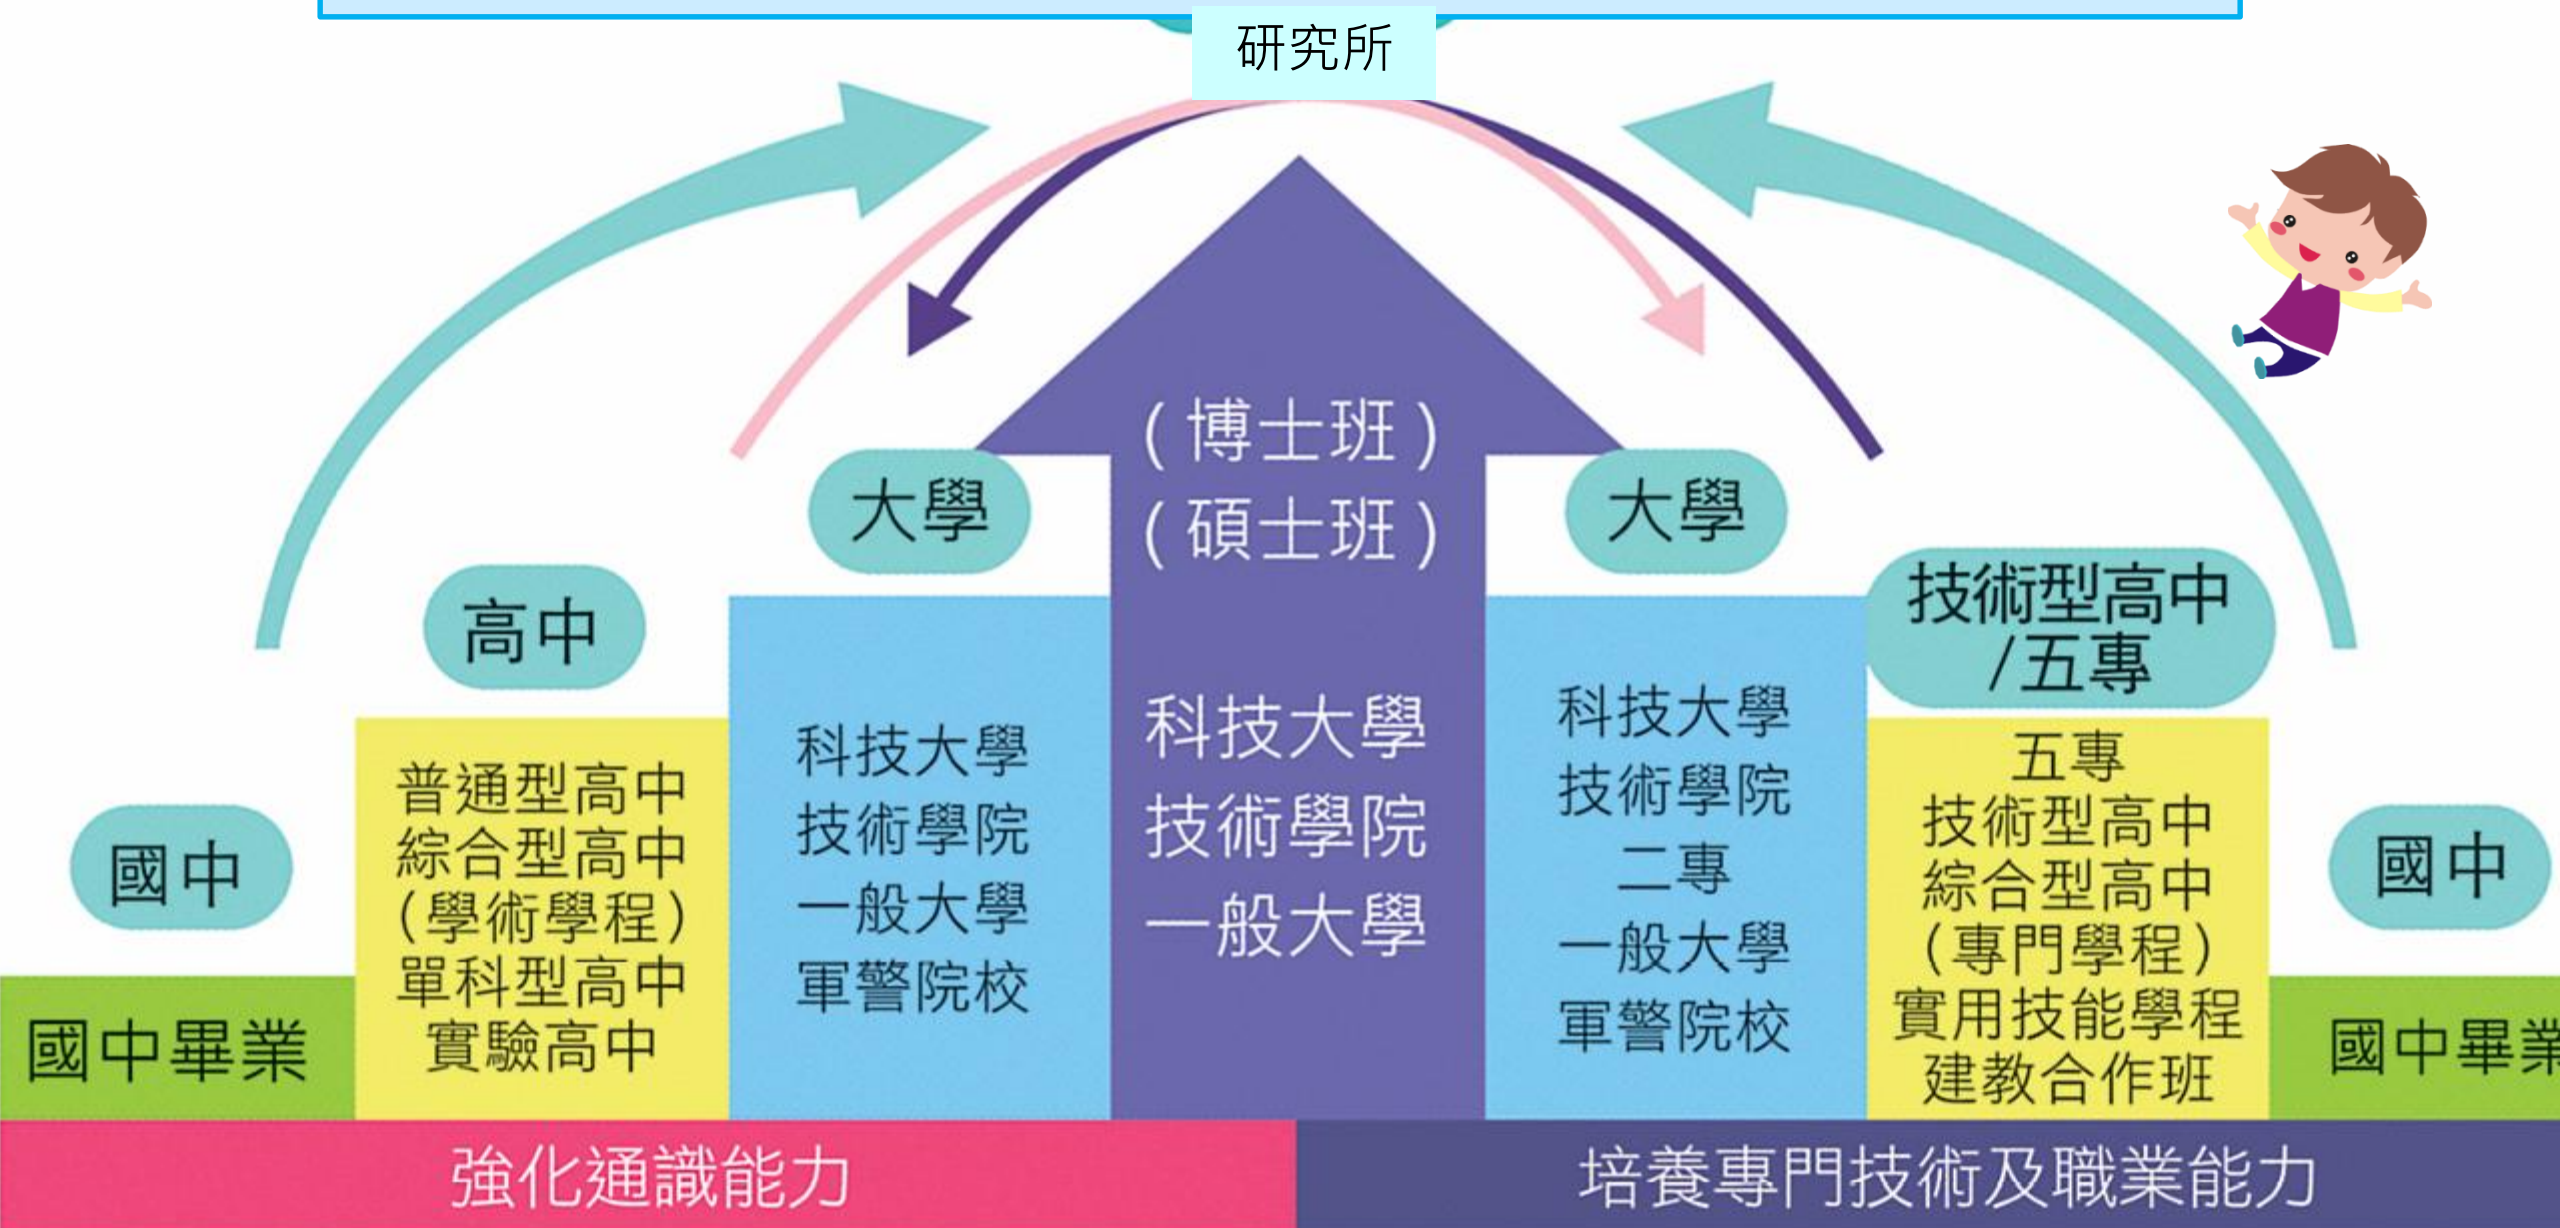 研究所
國中
國中畢業
高中
普通型高中
綜合型高中
(學術學程)
單科型高中
實驗高中
大學
科技大學
技術學院
一般大學
軍警院校
(博士班)
(碩士班)
科技大學
技術學院
一般大學
大學
科技大學
技術學院
二專
一般大學
軍警院校
技術型高中
/五專
五專
技術型高中
綜合型高中
(專門學程)
實用技能學程
建教合作班
國中
國中畢業
強化通識能力
培養專門技術及職業能力